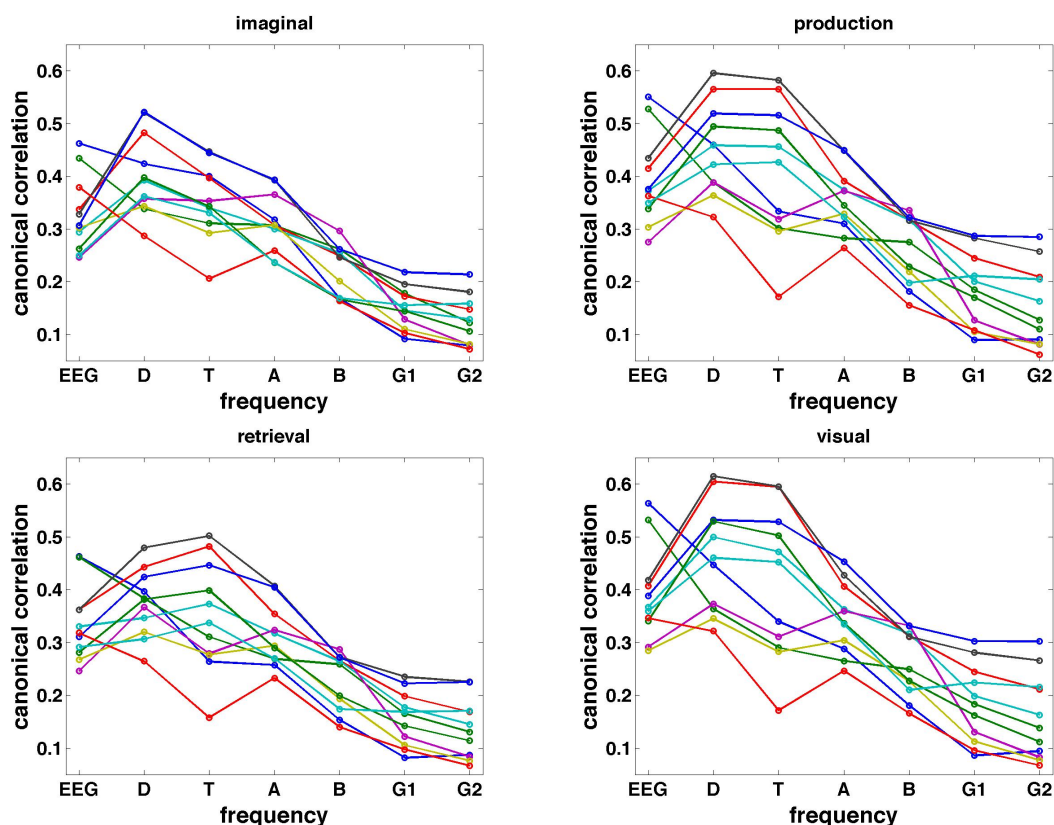 imaginal
0.6
0.5
0.4
0.3
0.2
0.1
canonical correlation
EEG D T A B G1 G2
frequency
production
0.6
0.5
0.4
0.3
0.2
0.1
canonical correlation
EEG D T A B G1 G2
frequency
retrieval
0.6
0.5
0.4
0.3
0.2
0.1
canonical correlation
EEG D T A B G1 G2
frequency
visual
0.6
0.5
0.4
0.3
0.2
0.1
canonical correlation
EEG D T A B G1 G2
frequency